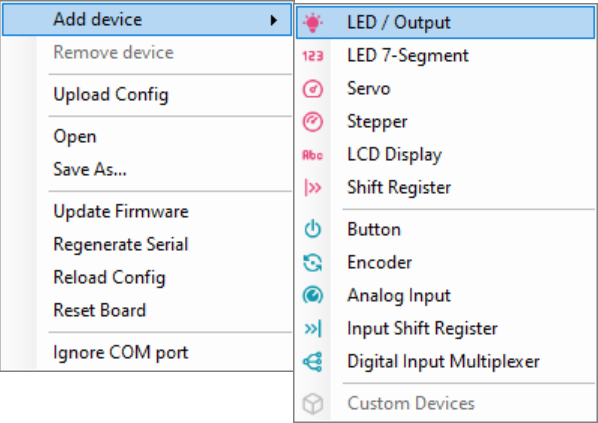 Add device
Remove device
Upload Config
Open
Save As...
Update Firmware
Regenerate Serial
Reload Config
Reset Board
Ignore COM port
LED / Output
123 LED 7-Segment
Servo
Stepper
Abc LCD Display
Shift Register
Button
Encoder
Analog Input
Input Shift Register
Digital Input Multiplexer
Custom Devices